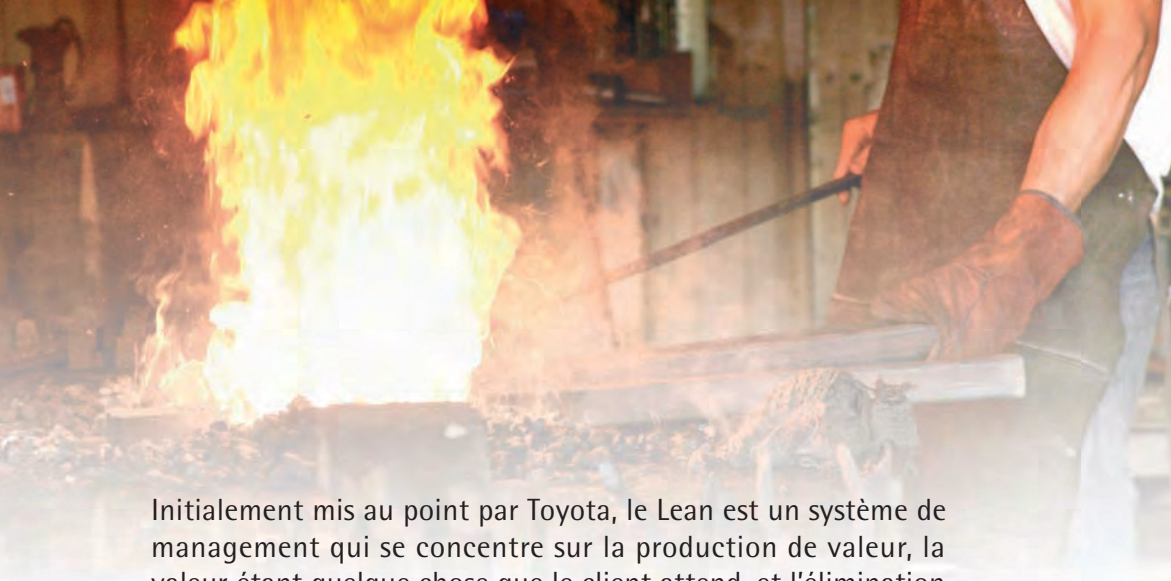 Initialement mis au point par Toyota, le Lean est un système de
management qui se concentre sur la production de valeur, la
valeur étant quelque chose que le client attend, et l'élimination